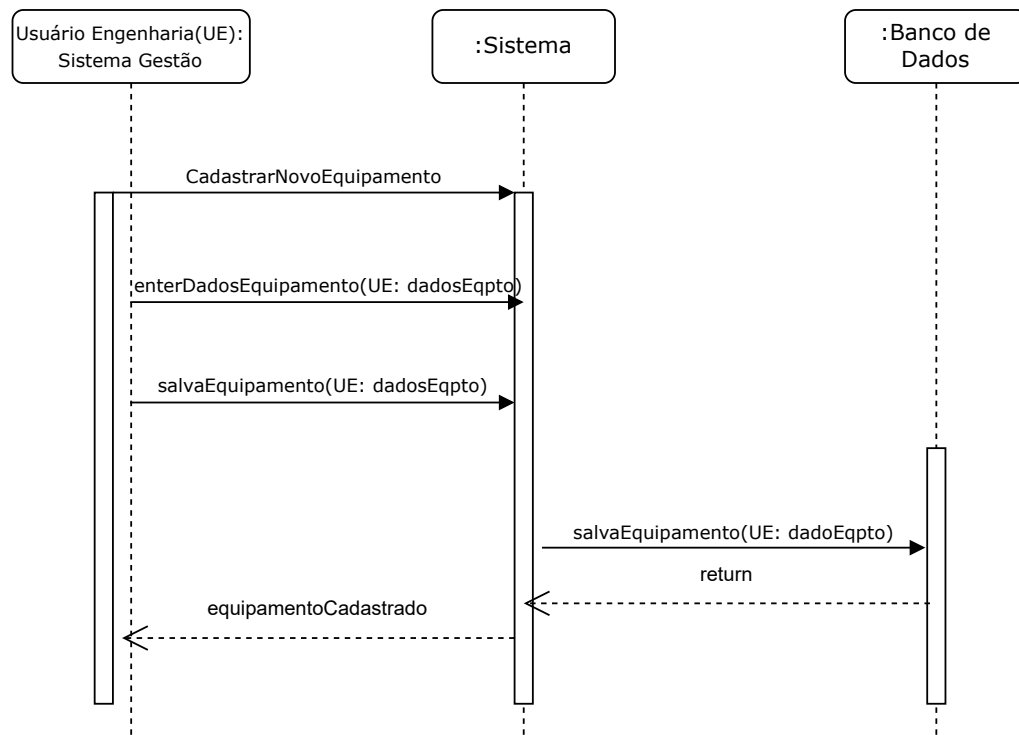 Usuário Engenharia(UE):
Sistema Gestão
:Sistema
:Banco de
Dados
CadastrarNovoEquipamento
enterDadosEquipamento(UE: dadosEqpto)
salvaEquipamento(UE: dadosEqpto)
salvaEquipamento(UE: dadoEqpto)
return
equipamentoCadastrado